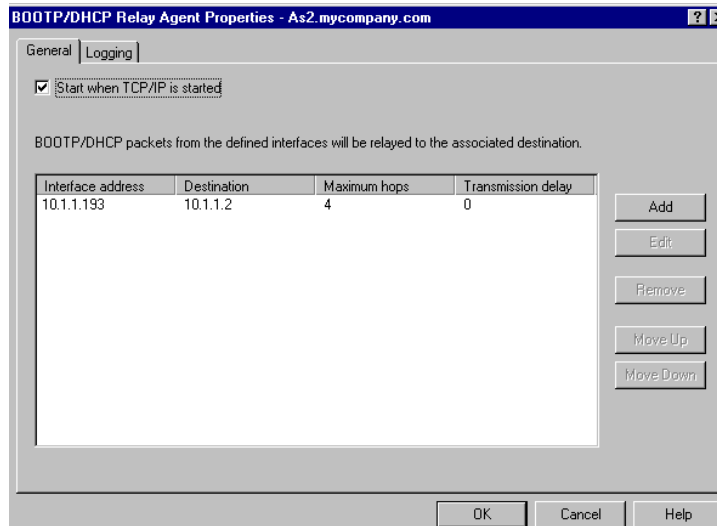 BOOTP/DHCP Relay Agent Properties - As2.mycompany.com
General Logging
Start when TCP/IP is started
BOOTP/DHCP packets from the defined interfaces will be relayed to the associated destination.
Interface address Destination Maximum hops Transmission delay
10.1.1.193 10.1.1.2 4 0
Add
Edit
Remove
Move Up
Move Down
OK Cancel Help